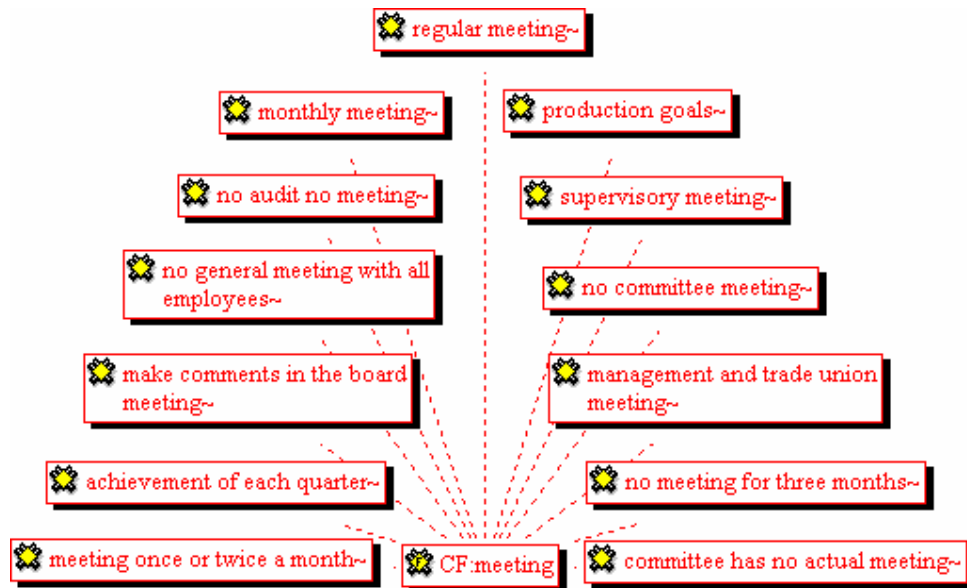 regular meeting~
monthly meeting~
production goals~
no audit no meeting~
supervisory meeting~
no general meeting with all
employees~
no committee meeting~
make comments in the board
meeting~
management and trade union
meeting~
achievement of each quarter~
no meeting for three months~
meeting once or twice a month~
F CF:meeting
committee has no actual meeting~